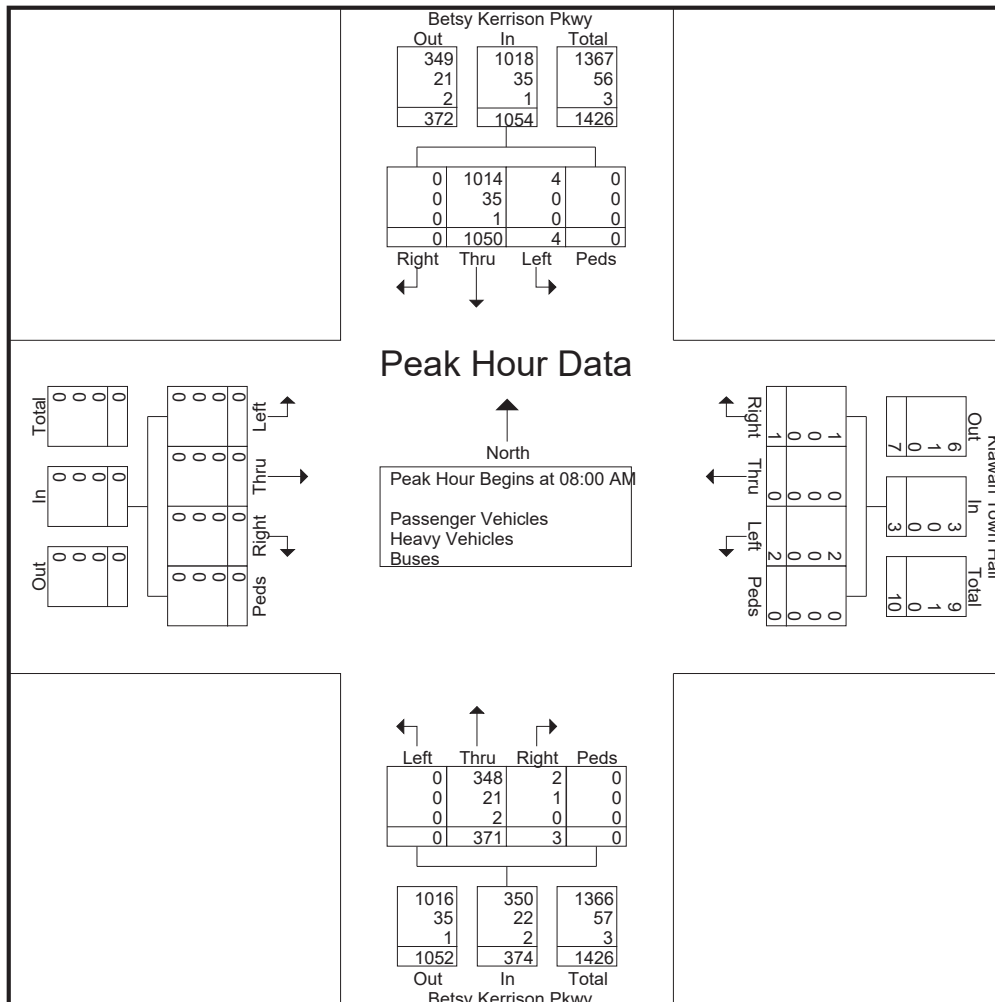 Betsy Kerrison Pkwy
Out In Total
349 1018 1367
21 35 56
2 1 3
372 1054 1426
0 1014 4 0
0 35 0 0
0 1 0 0
0 1050 4 0
Right Thru Left Peds
Peak Hour Data
North
Peak Hour Begins at 08:00 AM
Passenger Vehicles
Heavy Vehicles
Buses
Total In Out
0 0 0
0 0 0
0 0 0
0 0 0
Left Thru Right Peds
0 0 0 0
0 0 0 0
0 0 0 0
0 0 0 0
Right Thru Left Peds
1 0 2 0
0 0 0 0
0 0 0 0
1 0 2 0
Town Hall
Out In Total
6 3 9
1 0 1
0 0 0
7 3 10
Left Thru Right Peds
0 348 2 0
0 21 1 0
0 2 0 0
0 371 3 0
1016 350 1366
35 22 57
1 2 3
1052 374 1426
Out In Total
Betsy Kerrison Pkwy